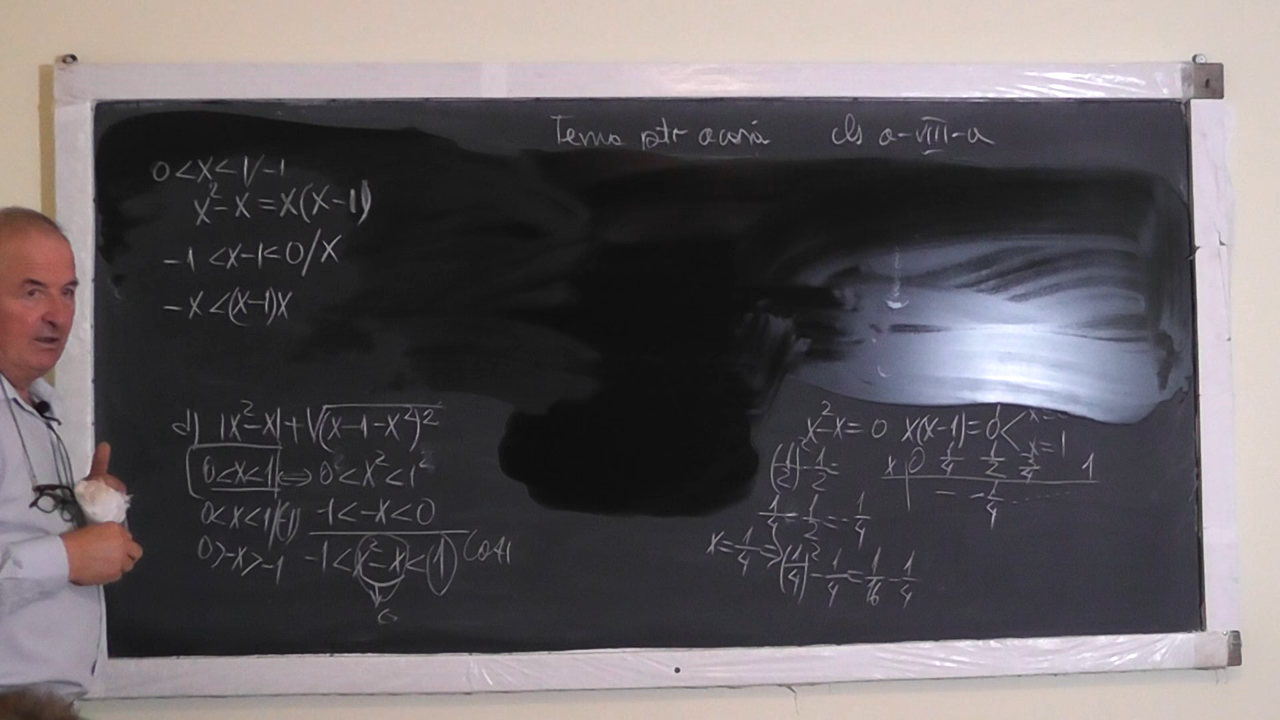 Tema ptr acasă cls a-VIII-a
0<x<1/-1
x²-x=x(x-1)
-1<x-1<0/x
-x<(x-1)x
d) |x²-x|+√(x-1-x²)²
0<x<1 ⇔ 0²<x²<1²
0<x<1/(-1) -1<-x<0
0>-x>-1 -1<x²-x<1
x²-x=0 x(x-1)=0 < x= x=1
(1/2)²-1/2= x 0 1/4 1/2 3/4 1
1/4-1/2=-1/4 - -1/4
x=1/4 ⇒ (1/4)²-1/4=1/16-1/4